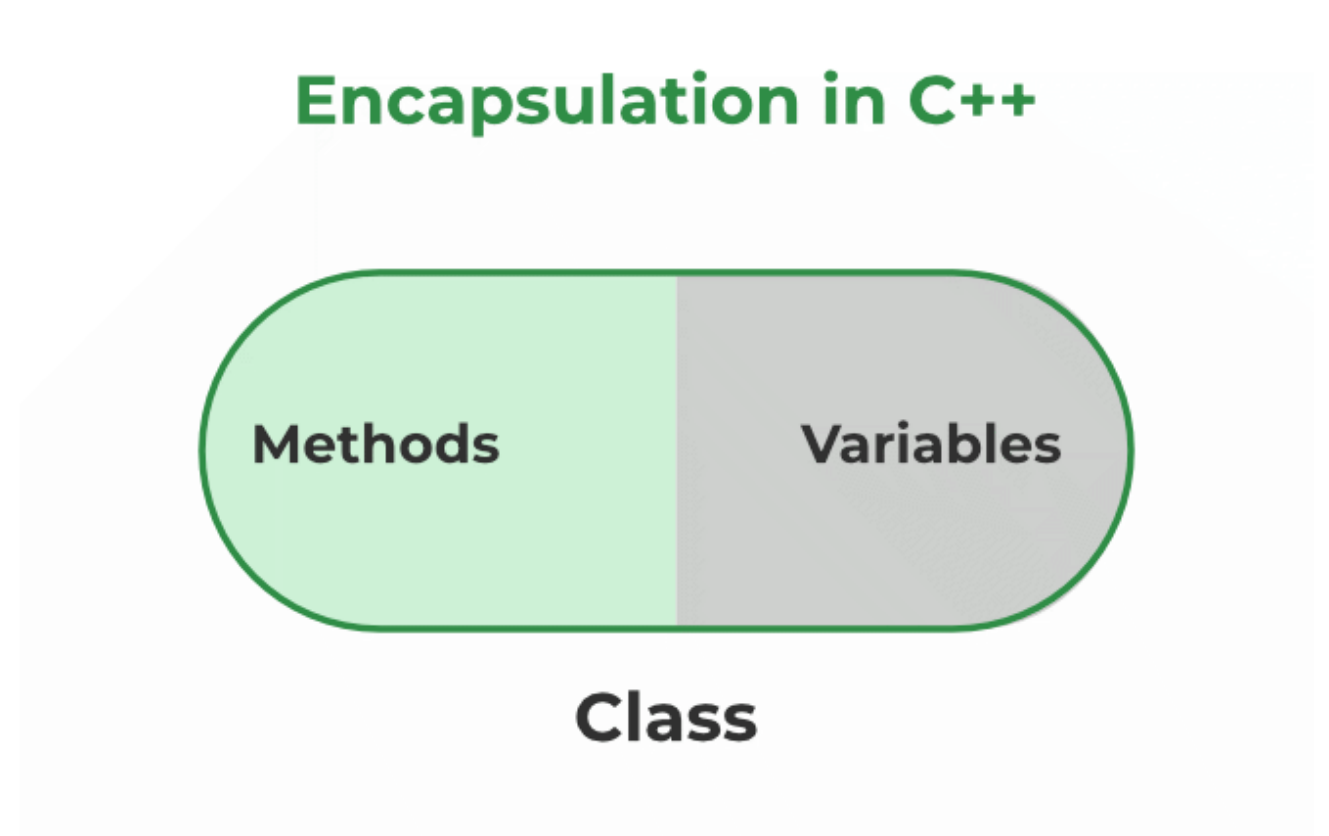 Encapsulation in C++
Methods Variables
Class